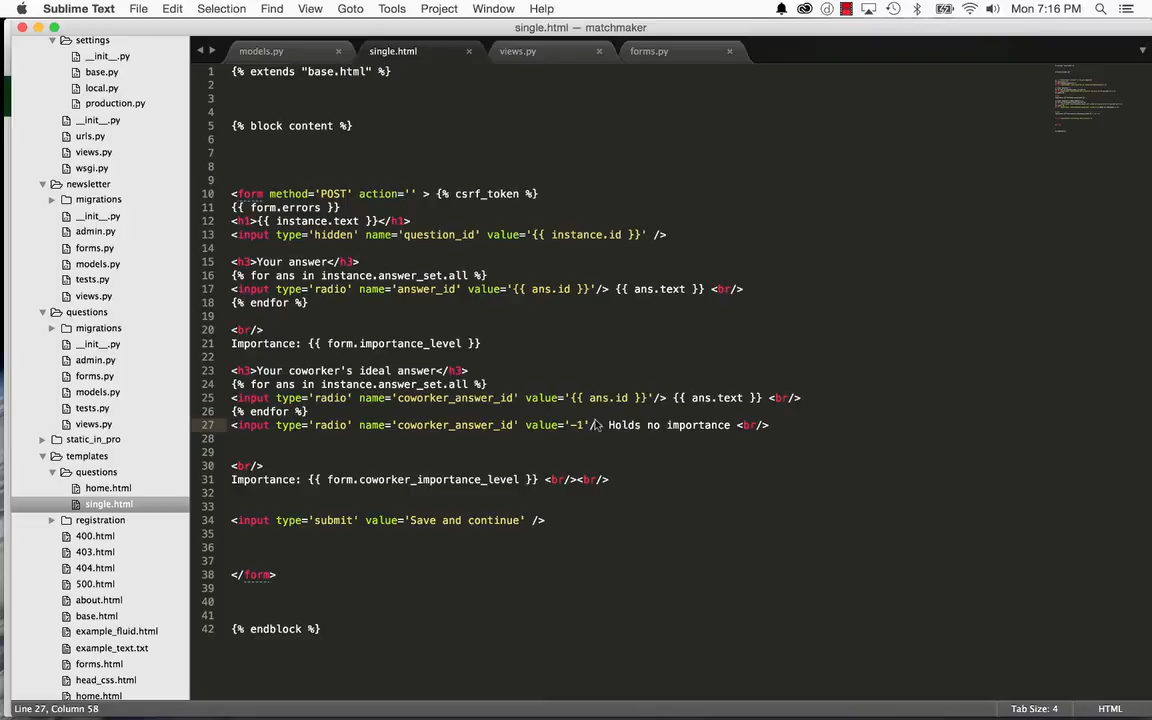 Sublime Text File Edit Selection Find View Goto Tools Project Window Help Mon 7:16 PM
single.html — matchmaker
models.py × single.html × views.py × forms.py ×
settings
__init__.py
base.py
local.py
production.py
__init__.py
urls.py
views.py
wsgi.py
newsletter
migrations
__init__.py
admin.py
forms.py
models.py
tests.py
views.py
questions
migrations
__init__.py
admin.py
forms.py
models.py
tests.py
views.py
static_in_pro
templates
questions
home.html
single.html
registration
400.html
403.html
404.html
500.html
about.html
base.html
example_fluid.html
example_text.txt
forms.html
head_css.html
home.html
1 {% extends "base.html" %}
2
3
4
5 {% block content %}
6
7
8
9
10 <form method='POST' action='' > {% csrf_token %}
11 {{ form.errors }}
12 <h1>{{ instance.text }}</h1>
13 <input type='hidden' name='question_id' value='{{ instance.id }}' />
14
15 <h3>Your answer</h3>
16 {% for ans in instance.answer_set.all %}
17 <input type='radio' name='answer_id' value='{{ ans.id }}'/> {{ ans.text }} <br/>
18 {% endfor %}
19
20 <br/>
21 Importance: {{ form.importance_level }}
22
23 <h3>Your coworker's ideal answer</h3>
24 {% for ans in instance.answer_set.all %}
25 <input type='radio' name='coworker_answer_id' value='{{ ans.id }}'/> {{ ans.text }} <br/>
26 {% endfor %}
27 <input type='radio' name='coworker_answer_id' value='-1'/> Holds no importance <br/>
28
29
30 <br/>
31 Importance: {{ form.coworker_importance_level }} <br/><br/>
32
33
34 <input type='submit' value='Save and continue' />
35
36
37
38 </form>
39
40
41
42 {% endblock %}
Line 27, Column 58 Tab Size: 4 HTML